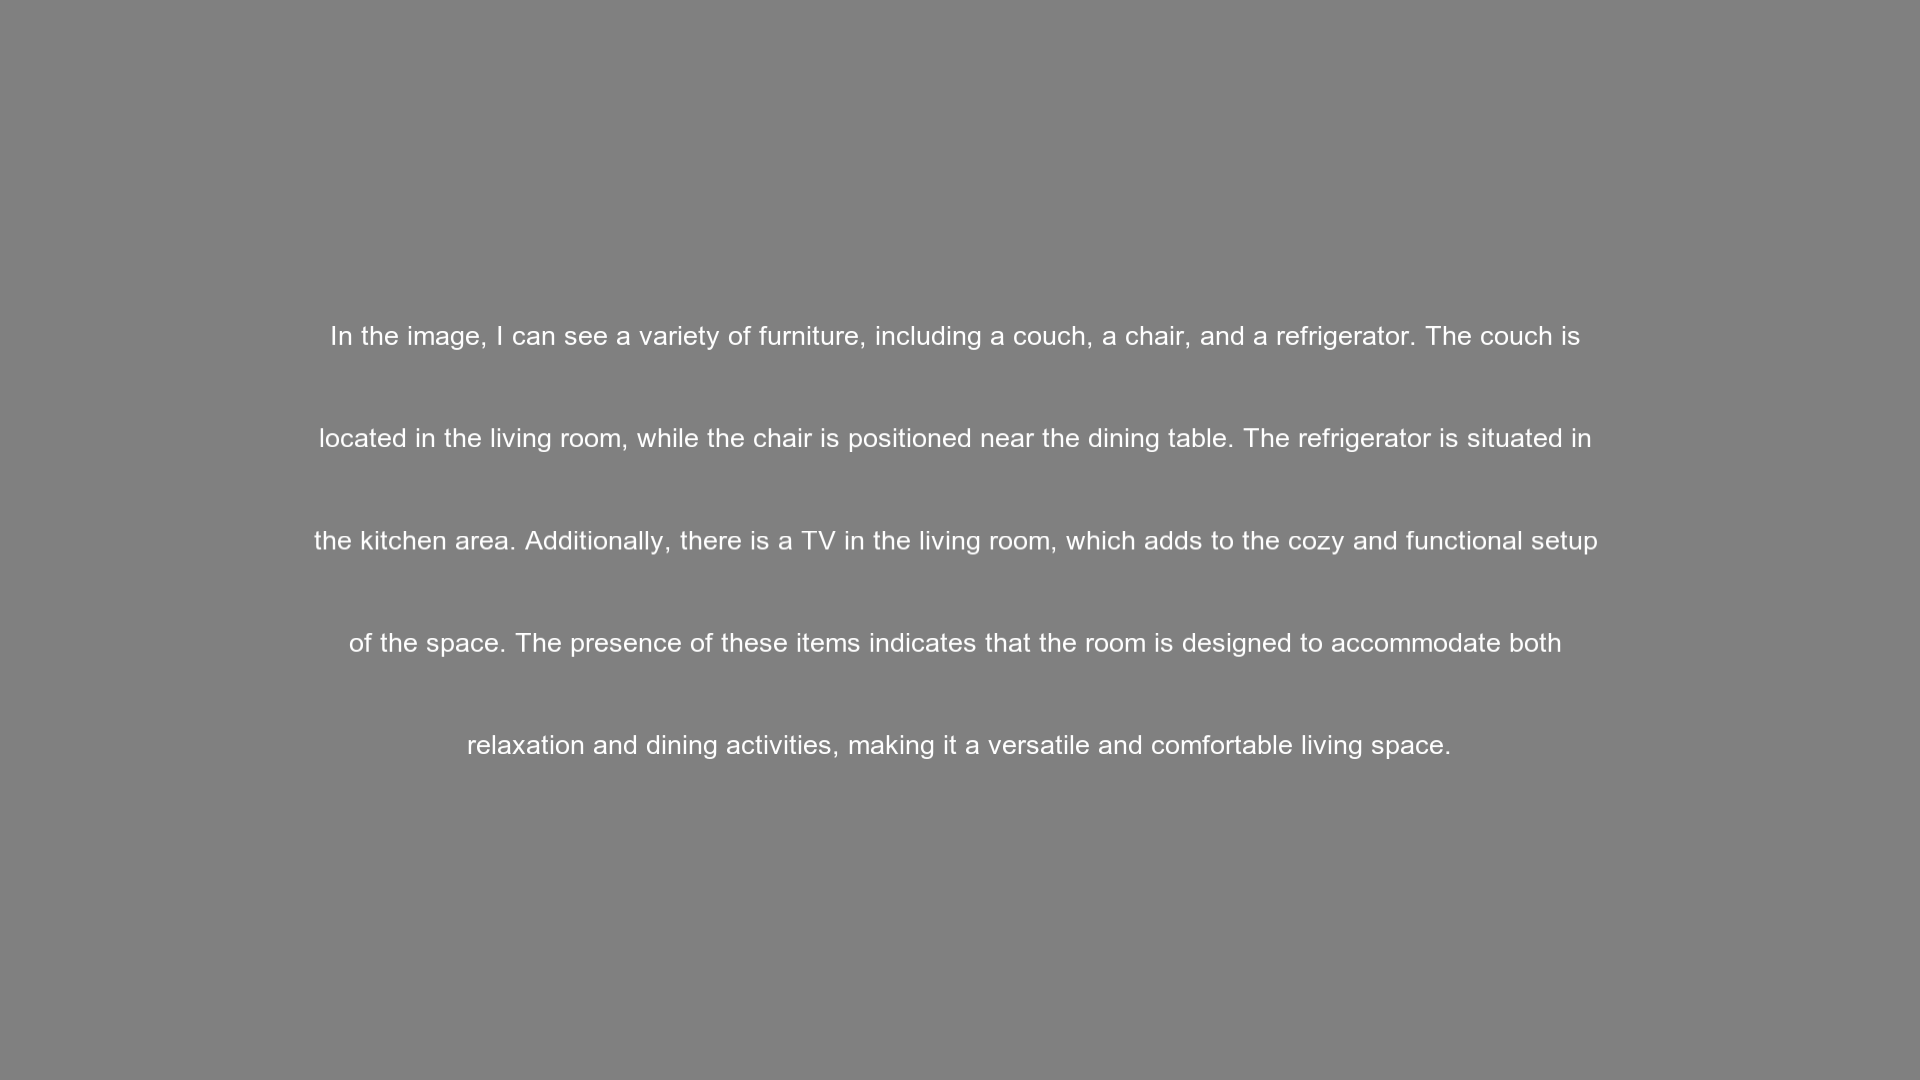 In the image, I can see a variety of furniture, including a couch, a chair, and a refrigerator. The couch is
located in the living room, while the chair is positioned near the dining table. The refrigerator is situated in
the kitchen area. Additionally, there is a TV in the living room, which adds to the cozy and functional setup
of the space. The presence of these items indicates that the room is designed to accommodate both
relaxation and dining activities, making it a versatile and comfortable living space.